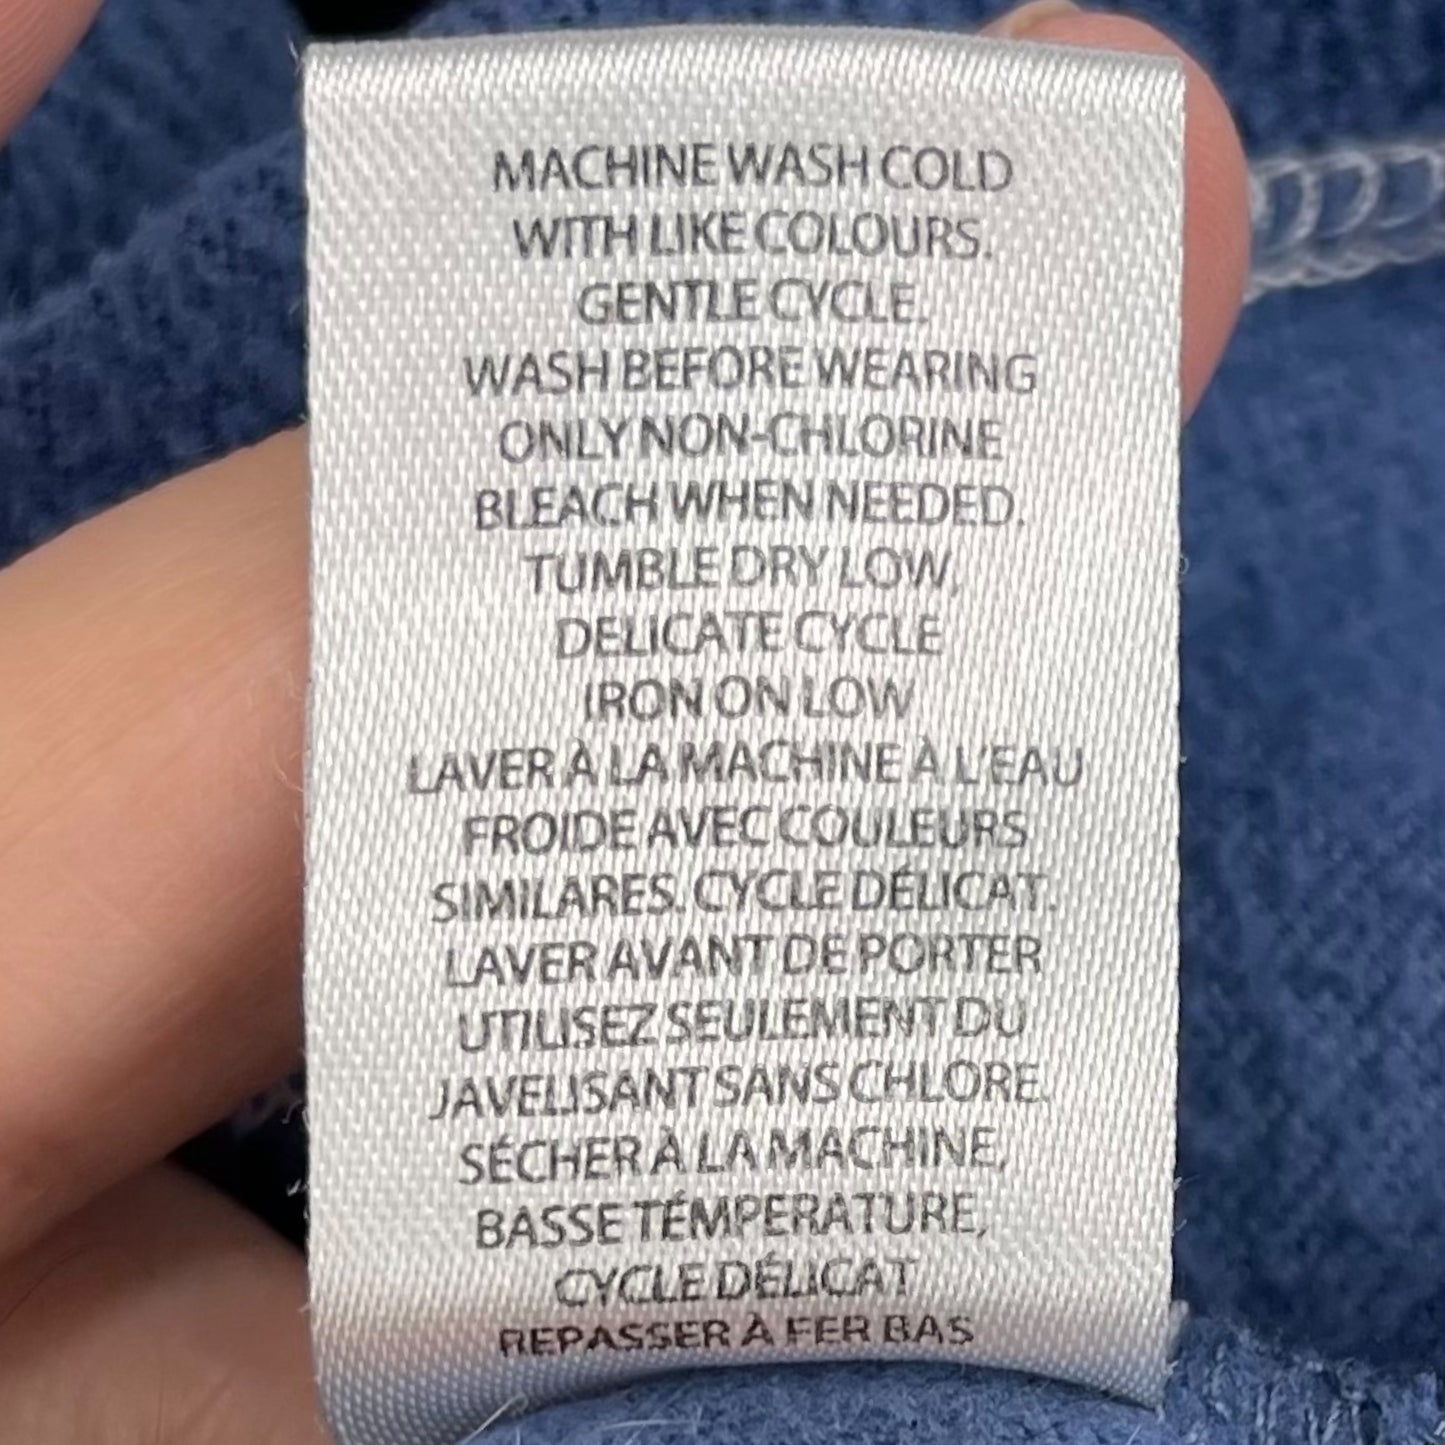 MACHINE WASH COLD
WITH LIKE COLOURS.
GENTLE CYCLE.
WASH BEFORE WEARING
ONLY NON-CHLORINE
BLEACH WHEN NEEDED.
TUMBLE DRY LOW,
DELICATE CYCLE
IRON ON LOW
LAVER À LA MACHINE À L'EAU
FROIDE AVEC COULEURS
SIMILARES. CYCLE DÉLICAT.
LAVER AVANT DE PORTER
UTILISEZ SEULEMENT DU
JAVELISANT SANS CHLORE.
SÉCHER À LA MACHINE,
BASSE TÉMPERATURE,
CYCLE DÉLICAT
REPASSER À FER BAS